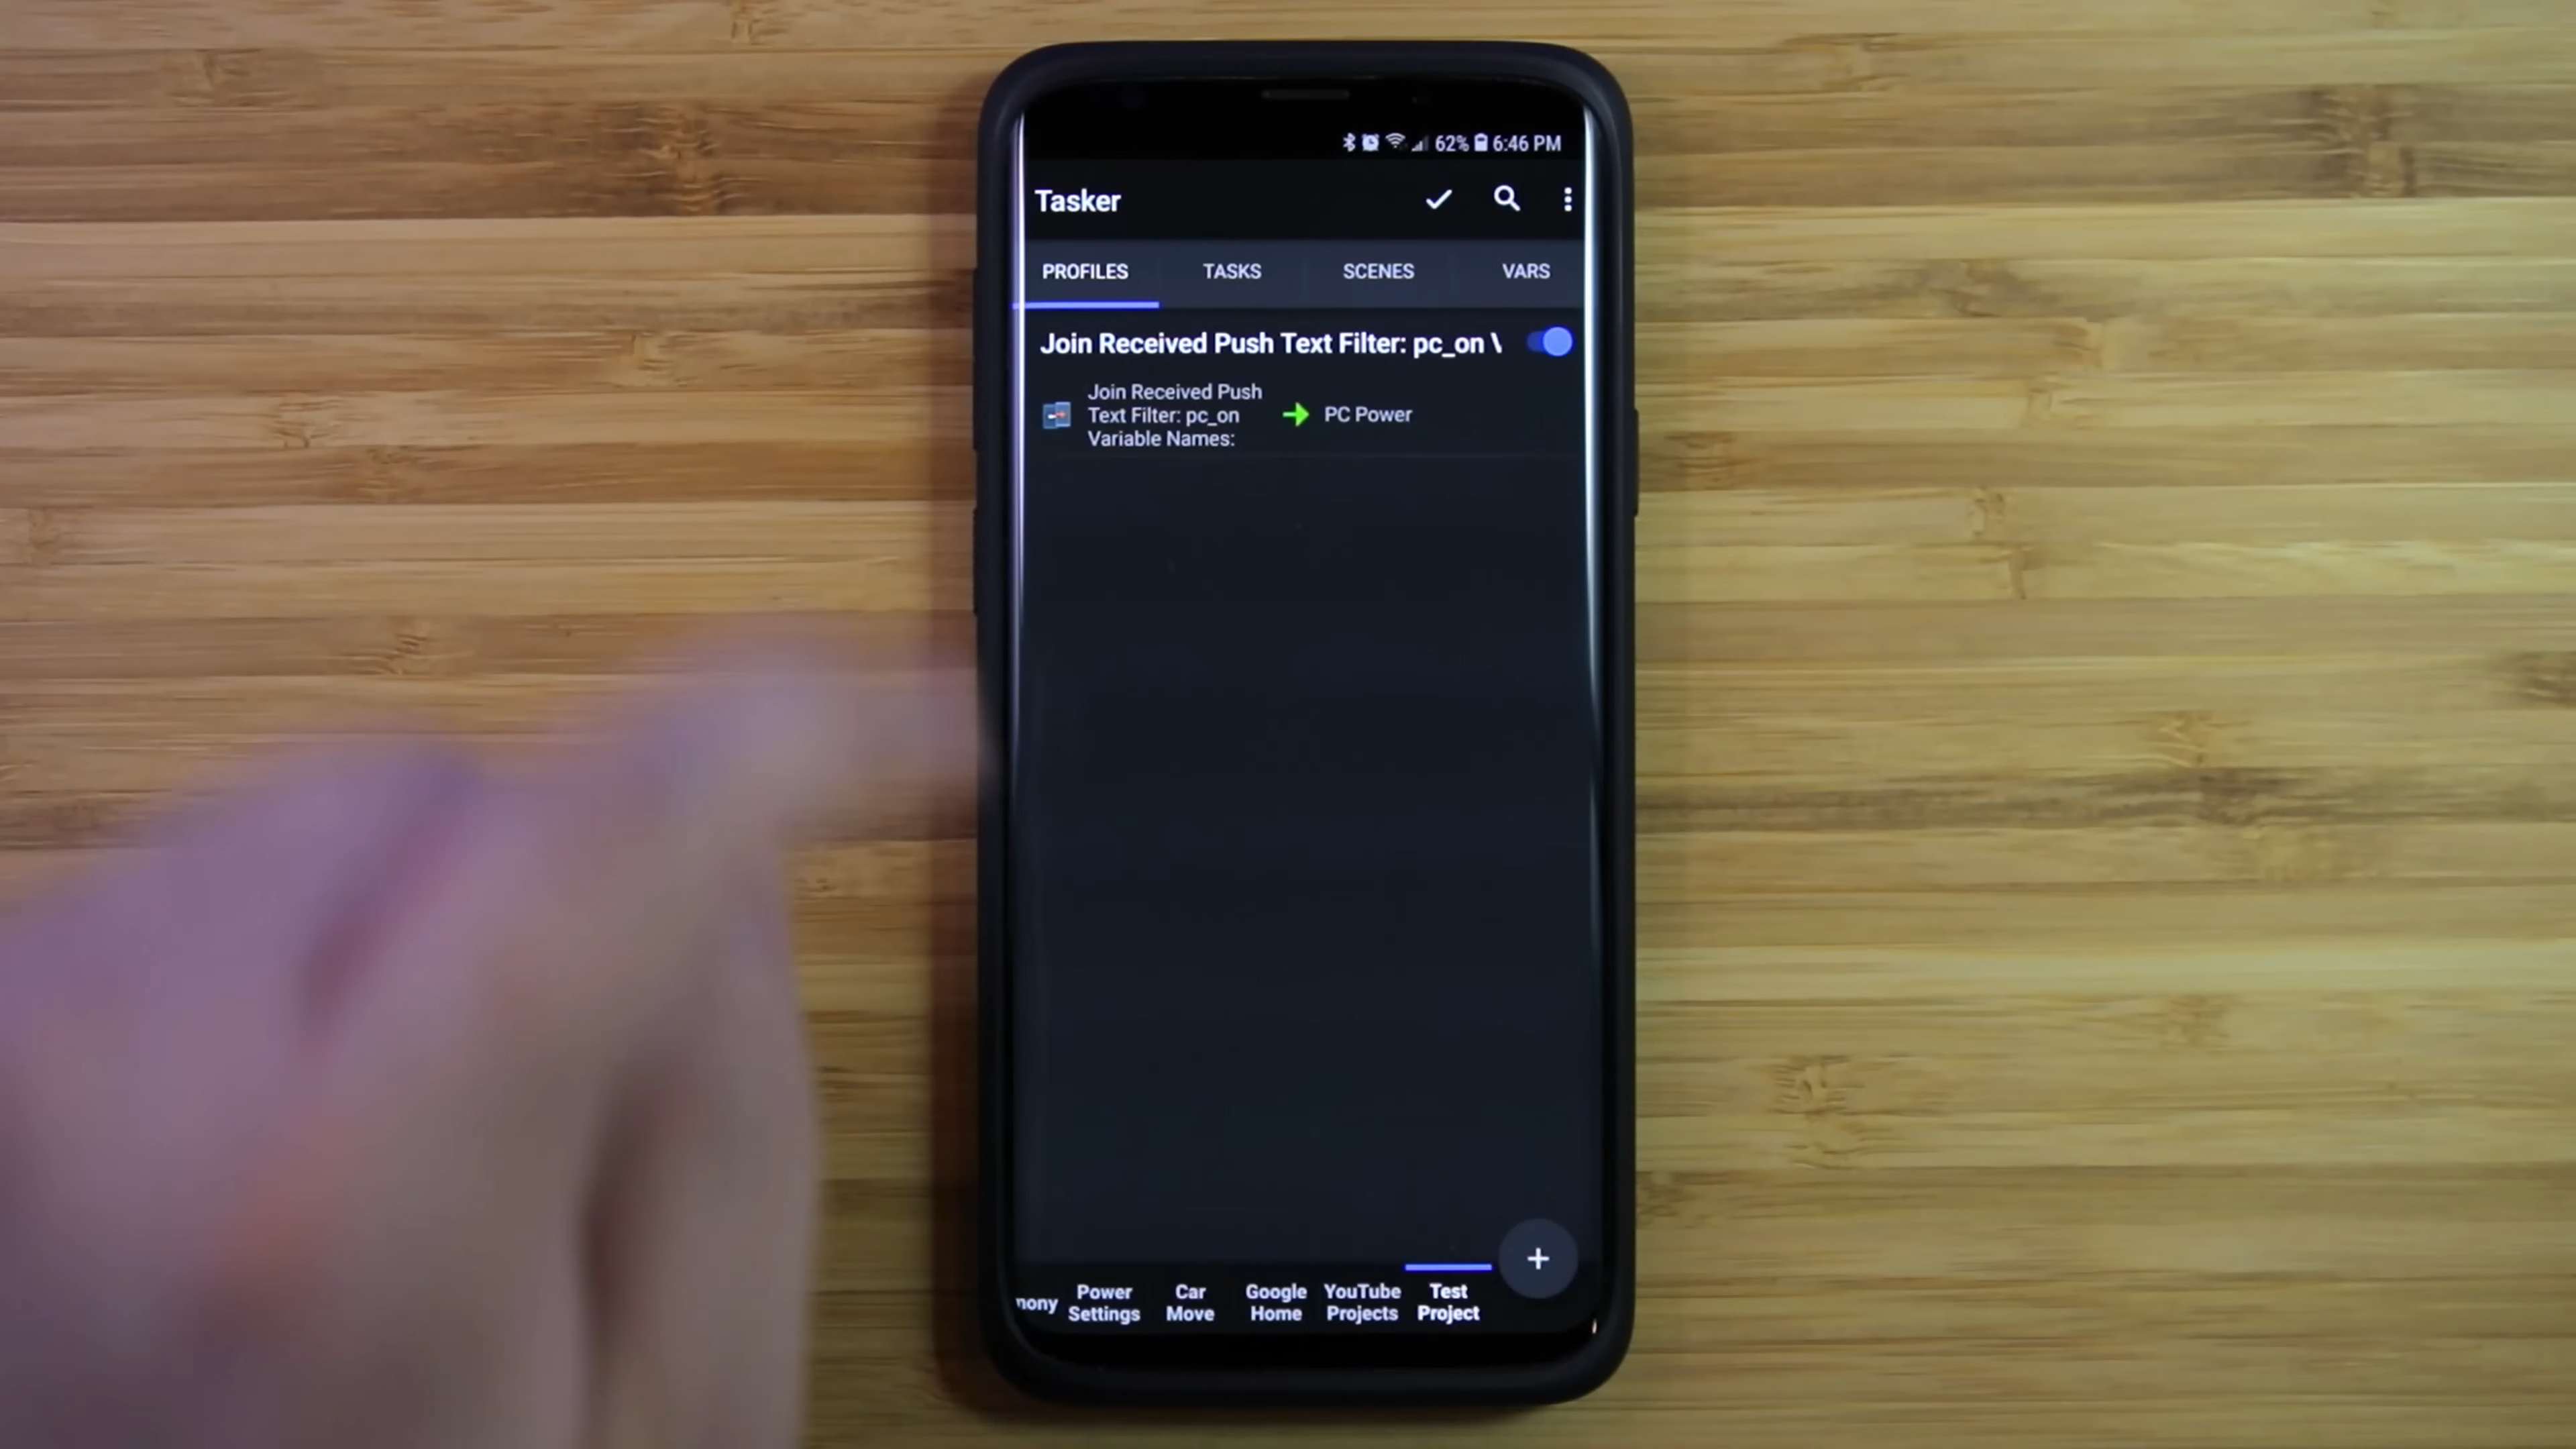 62% 6:46 PM
Tasker
PROFILES TASKS SCENES VARS
Join Received Push Text Filter: pc_on \
Join Received Push
Text Filter: pc_on
Variable Names:
PC Power
nony
Power
Settings
Car
Move
Google
Home
YouTube
Projects
Test
Project